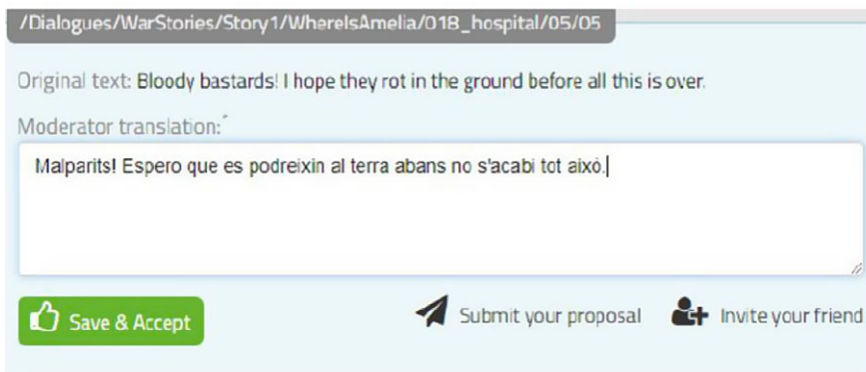 /Dialogues/WarStories/Story1/WhereIsAmelia/018_hospital/05/05
Original text: Bloody bastards! I hope they rot in the ground before all this is over.
Moderator translation:*
Malparits! Espero que es podreixin al terra abans no s'acabi tot això.
Save & Accept
Submit your proposal
Invite your friend